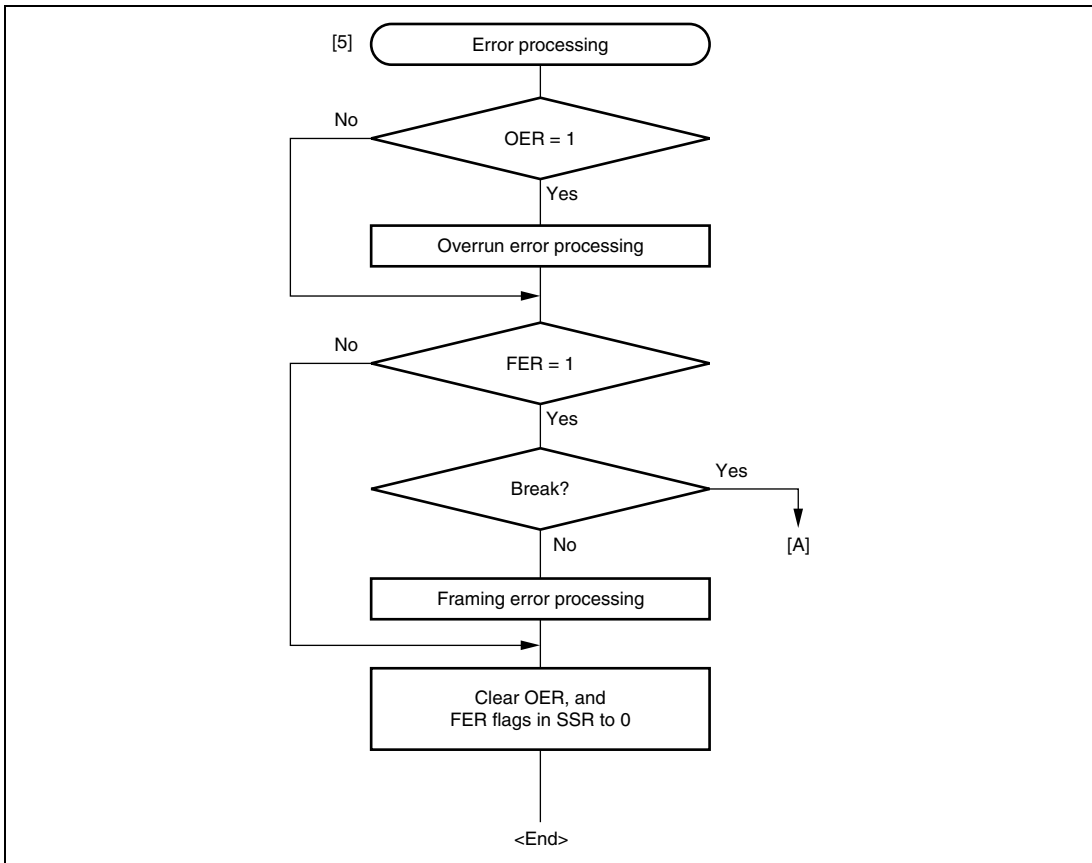 [5]
Error processing
No
OER = 1
Yes
Overrun error processing
No
FER = 1
Yes
Break?
Yes
No
[A]
Framing error processing
Clear OER, and
FER flags in SSR to 0
<End>